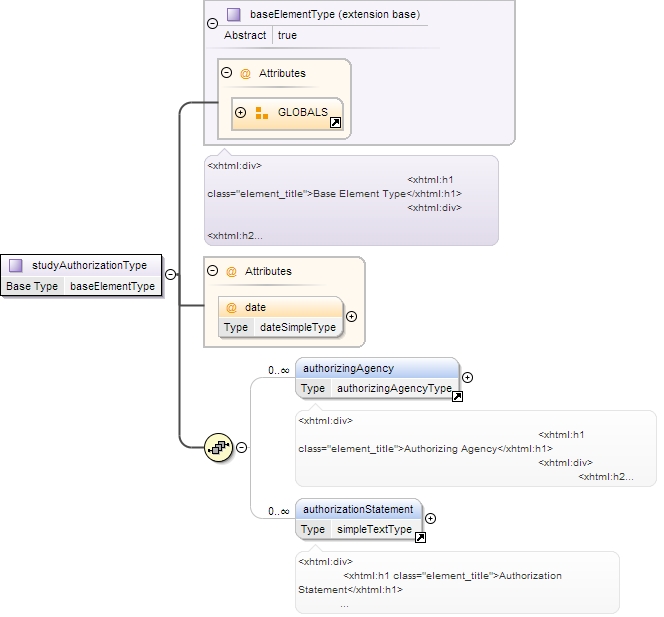 baseElementType (extension base)
Abstract true
@ Attributes
GLOBALS
<xhtml:div>
<xhtml:h1
class="element_title">Base Element Type</xhtml:h1>
<xhtml:div>
<xhtml:h2...
studyAuthorizationType
Base Type baseElementType
@ Attributes
@ date
Type dateSimpleType
0..∞
authorizingAgency
Type authorizingAgencyType
<xhtml:div>
<xhtml:h1
class="element_title">Authorizing Agency</xhtml:h1>
<xhtml:div>
<xhtml:h2...
0..∞
authorizationStatement
Type simpleTextType
<xhtml:div>
<xhtml:h1 class="element_title">Authorization
Statement</xhtml:h1>
...